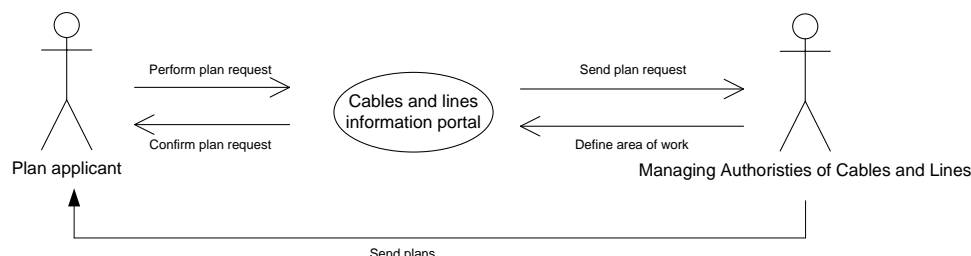 Perform plan request
Send plan request
Cables and lines
information portal
Confirm plan request
Define area of work
Plan applicant
Managing Authoristies of Cables and Lines
Send plans